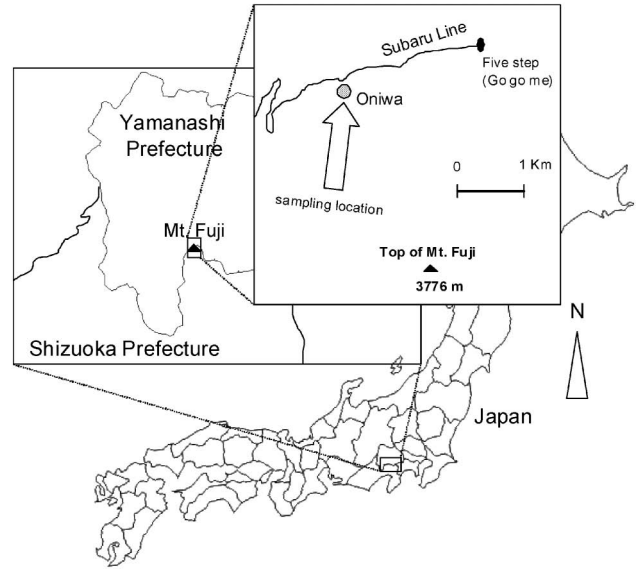 Subaru Line
Five step
(Go go me)
Oniwa
0 1 Km
sampling location
Top of Mt. Fuji
3776 m
Yamanashi
Prefecture
Mt. Fuji
Shizuoka Prefecture
N
Japan